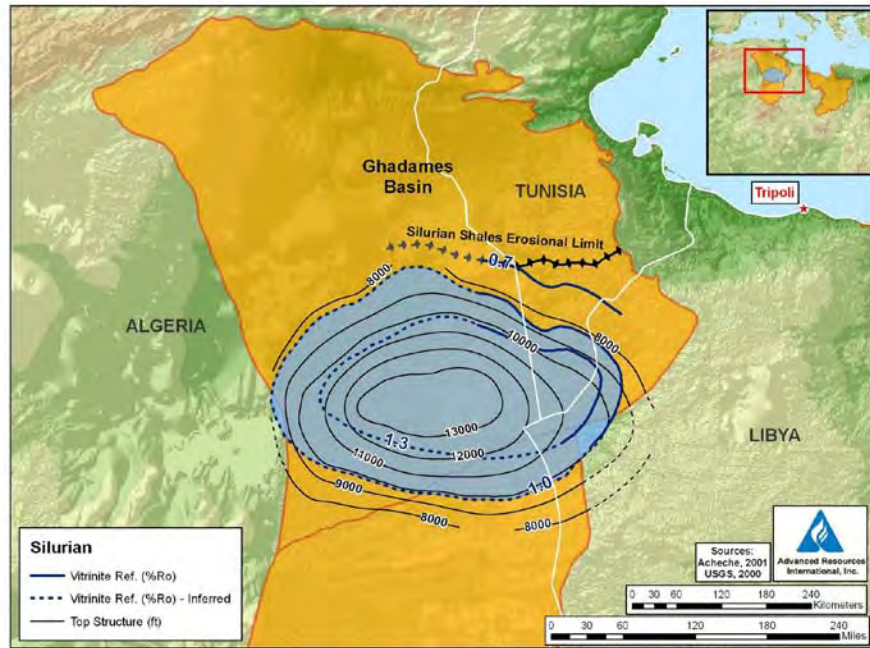 Tripoli
Ghadames
Basin
TUNISIA
Silurian Shales Erosional Limit
0.7
8000
ALGERIA
10000
8000
13000
1.3
12000
11000
LIBYA
9000
1.0
8000
8000
Silurian
Vitrinite Ref. (%Ro)
Vitrinite Ref. (%Ro) - Inferred
Top Structure (ft)
Sources:
Acheche, 2001
USGS, 2000
Advanced Resources
International, Inc.
0 30 60 120 180 240
Kilometers
0 30 60 120 180 240
Miles